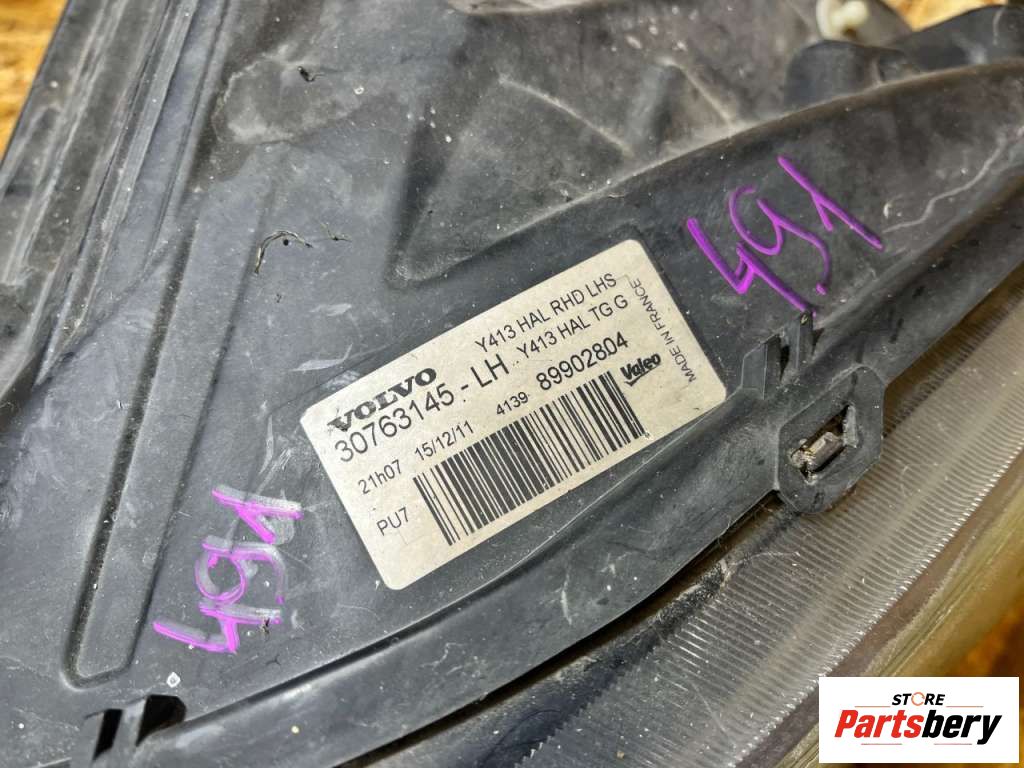 491
Y413 HAL RHD LHS
VOLVO
30763145 - LH . Y413 HAL TG G
MADE IN FRANCE
21h07 15/12/11 4139- 89902804
Valeo
PU7
491
STORE
Partsbery